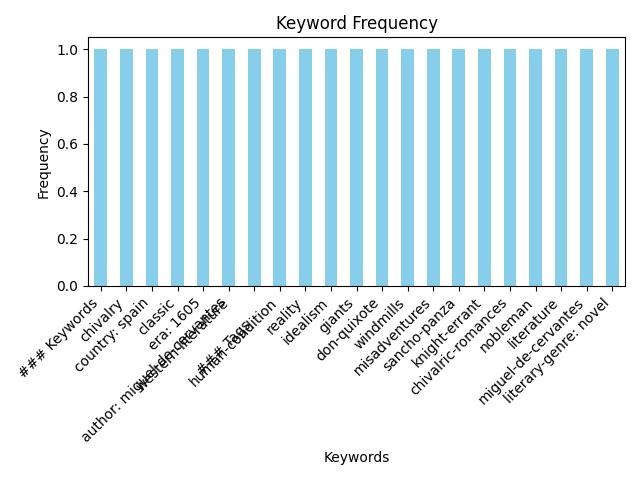 Keyword Frequency
1.0
0.8
0.6
0.4
0.2
0.0
Frequency
### Keywords
chivalry
country: spain
classic
era: 1605
author: miguel-de-cervantes
western literature
### Tags
human-condition
reality
idealism
giants
don-quixote
windmills
misadventures
sancho-panza
knight-errant
chivalric-romances
nobleman
literature
miguel-de-cervantes
literary-genre: novel
Keywords